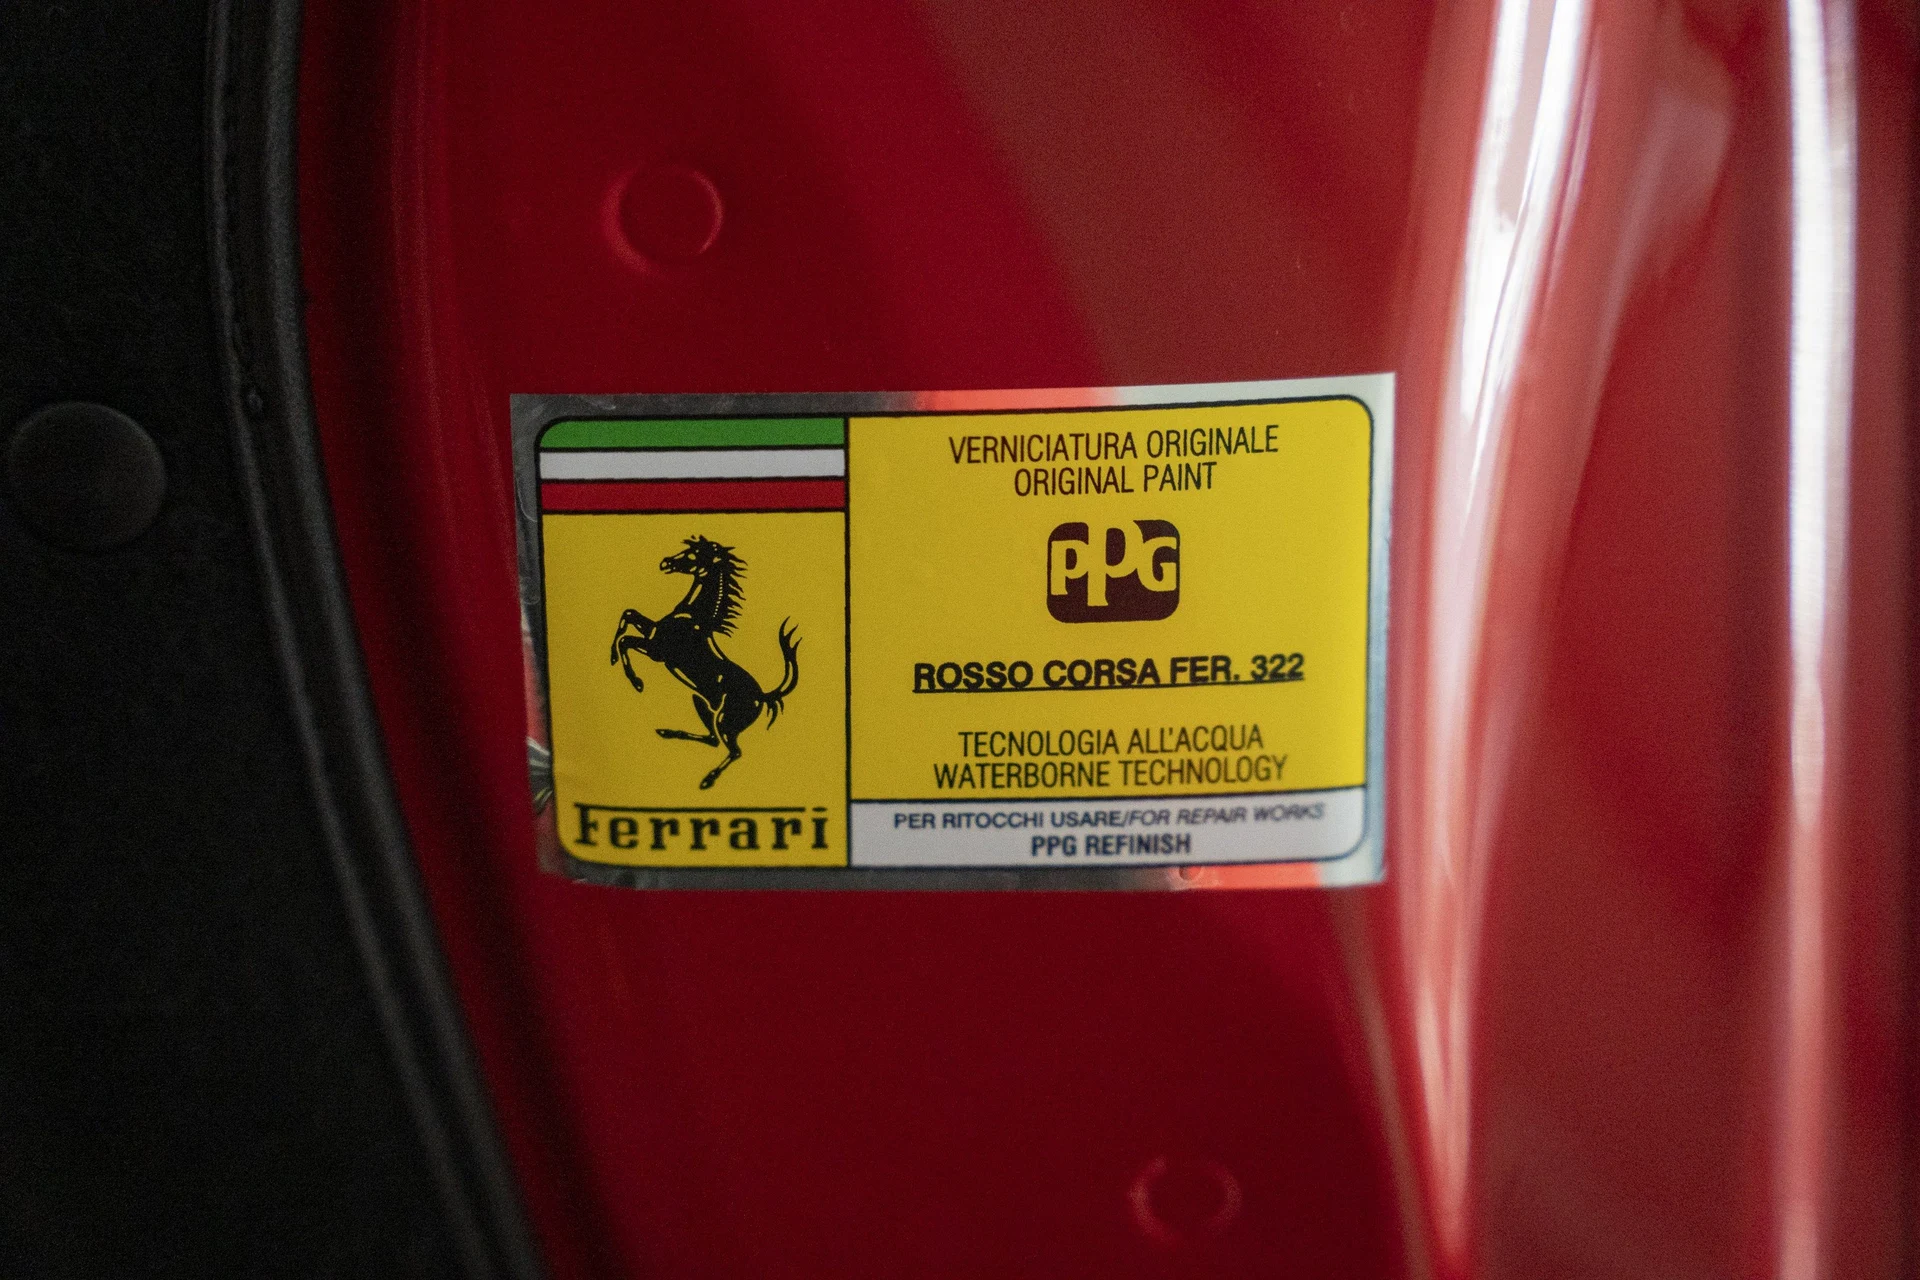 Ferrari
VERNICIATURA ORIGINALE
ORIGINAL PAINT
PPG
ROSSO CORSA FER. 322
TECNOLOGIA ALL'ACQUA
WATERBORNE TECHNOLOGY
PER RITOCCHI USARE/FOR REPAIR WORKS
PPG REFINISH